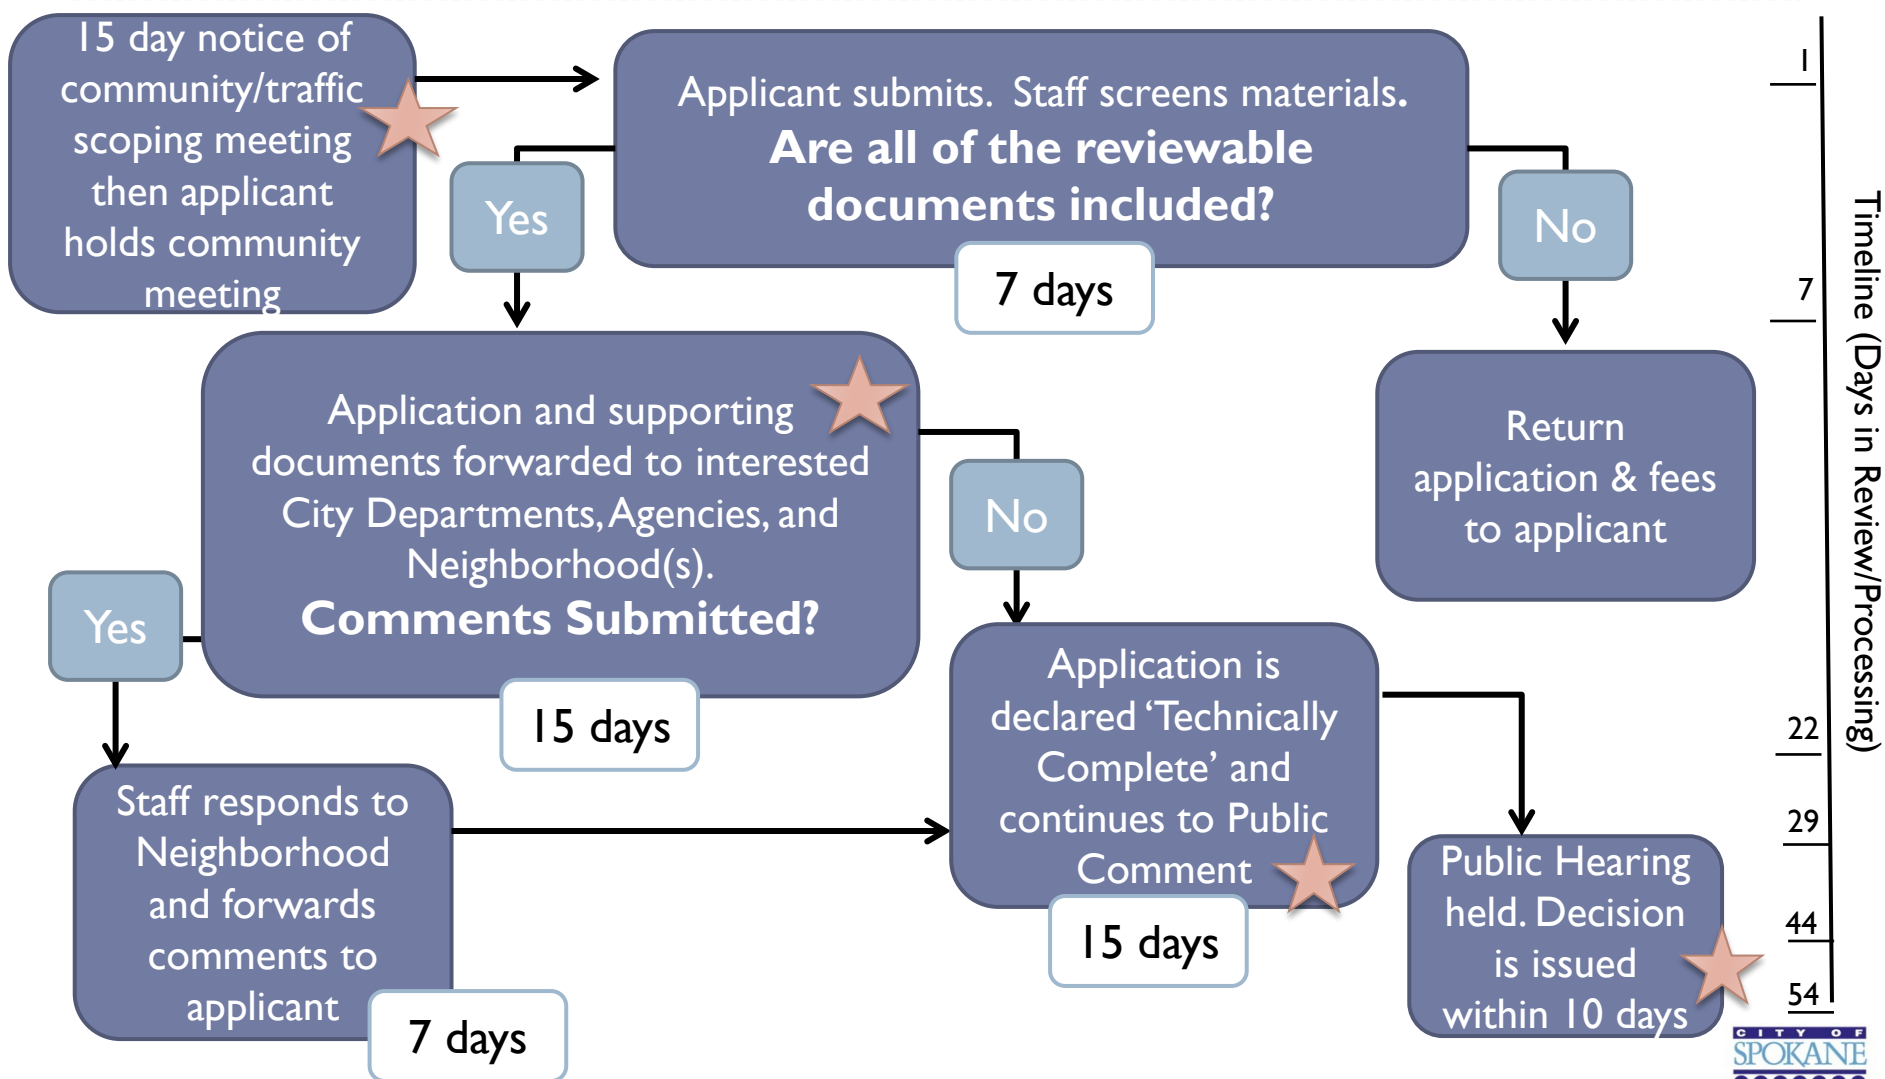 15 day notice of
community/traffic
scoping meeting
then applicant
holds community
meeting
Applicant submits. Staff screens materials.
Are all of the reviewable
documents included?
7 days
Yes
No
Application and supporting
documents forwarded to interested
City Departments, Agencies, and
Neighborhood(s).
Comments Submitted?
15 days
Return
application & fees
to applicant
No
Yes
Staff responds to
Neighborhood
and forwards
comments to
applicant
7 days
Application is
declared ‘Technically
Complete’ and
continues to Public
Comment
15 days
Public Hearing
held. Decision
is issued
within 10 days
1
7
22
29
44
54
Timeline (Days in Review/Processing)
CITY OF
SPOKANE